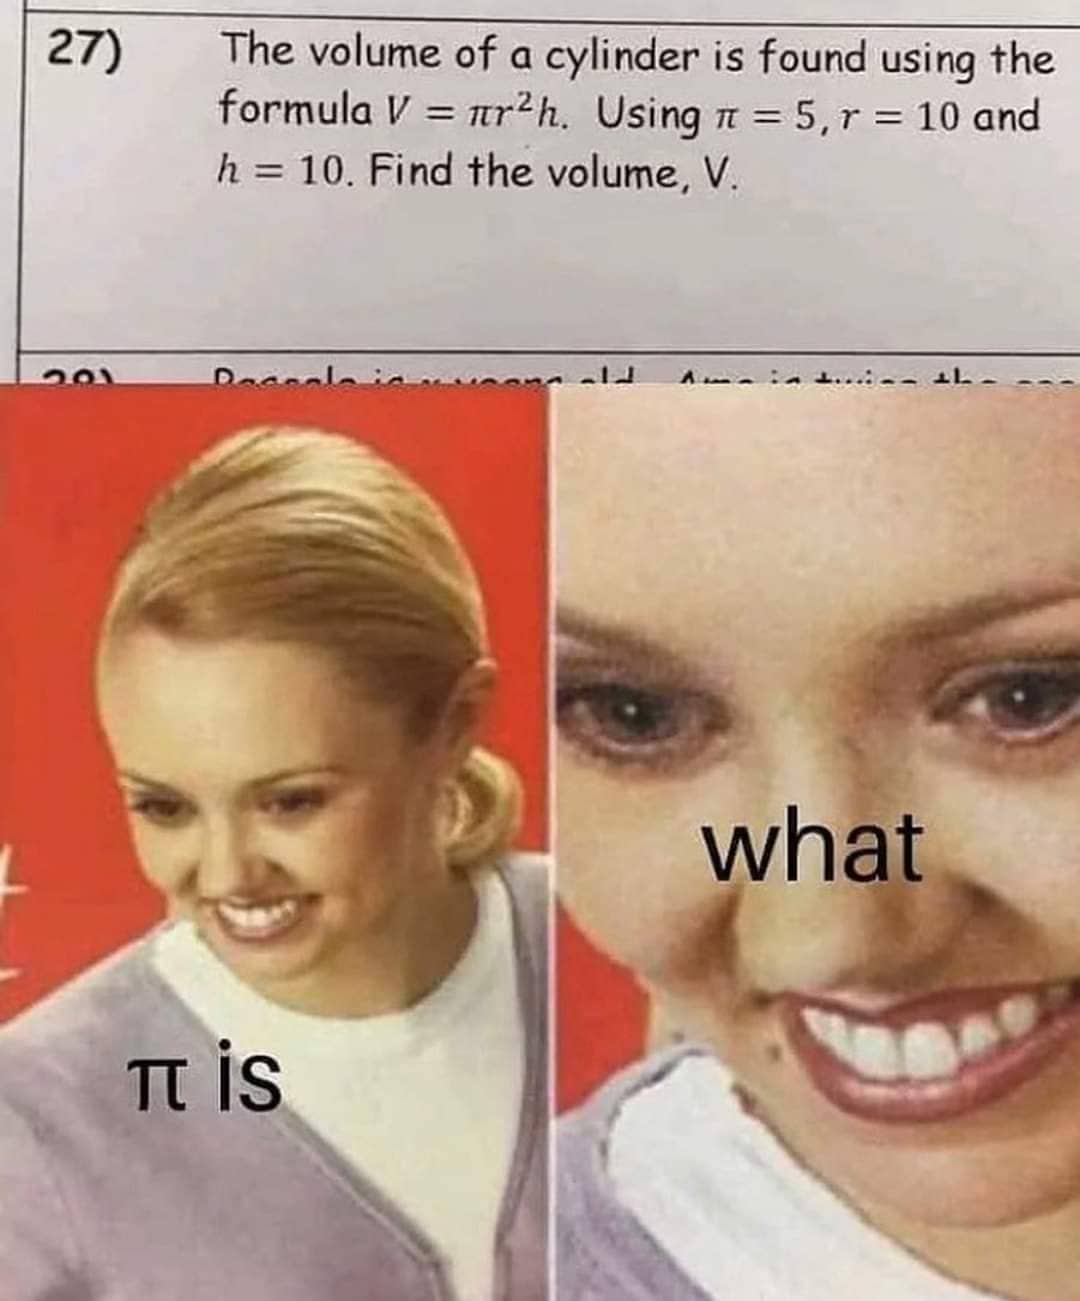 27) The volume of a cylinder is found using the
formula V = πr²h. Using π = 5, r = 10 and
h = 10. Find the volume, V.
π is
what